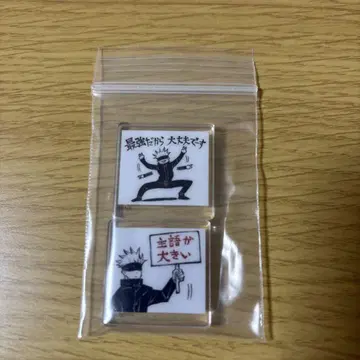 最強だから 大丈夫です
主語が
大きい